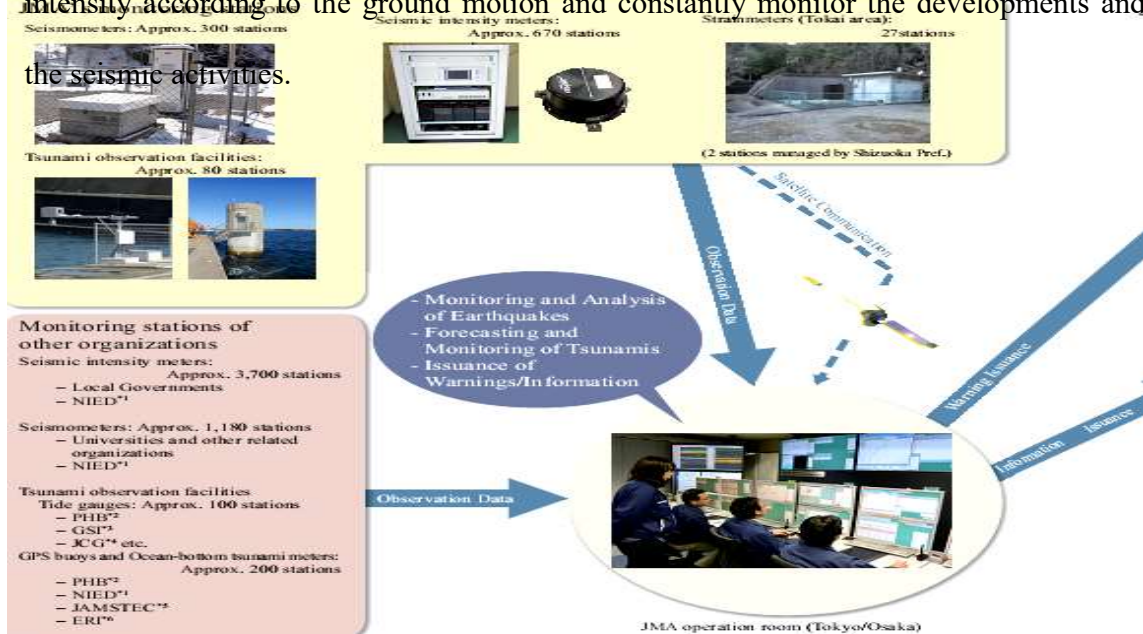 intensity according to the ground motion and constantly monitor the developments and
the seismic activities.
Seismometers: Approx. 300 stations
Seismic intensity meters:
Approx. 670 stations
Strainmeters (Tokai area):
27stations
(2 stations managed by Shizuoka Pref.)
Tsunami observation facilities:
Approx. 80 stations
Satellite Communication
Observation Data
- Monitoring and Analysis
of Earthquakes
- Forecasting and
Monitoring of Tsunamis
- Issuance of
Warnings/Information
Warning Issuance
Information Issuance
Monitoring stations of
other organizations
Seismic intensity meters:
Approx. 3,700 stations
– Local Governments
– NIED*1
Seismometers: Approx. 1,180 stations
– Universities and other related
organizations
– NIED*1
Tsunami observation facilities
Tide gauges: Approx. 100 stations
– PHB*2
– GSI*3
– JCG*4 etc.
GPS buoys and Ocean-bottom tsunami meters:
Approx. 200 stations
– PHB*2
– NIED*1
– JAMSTEC*5
– ERI*6
Observation Data
JMA operation room (Tokyo/Osaka)